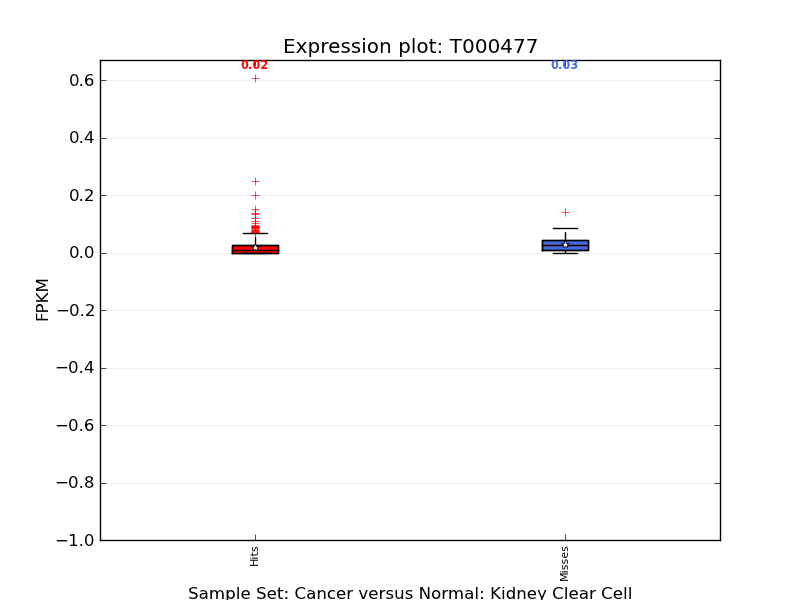 Expression plot: T000477
0.02
0.03
0.6
0.4
0.2
0.0
−0.2
−0.4
−0.6
−0.8
−1.0
FPKM
Hits
Misses
Sample Set: Cancer versus Normal: Kidney Clear Cell